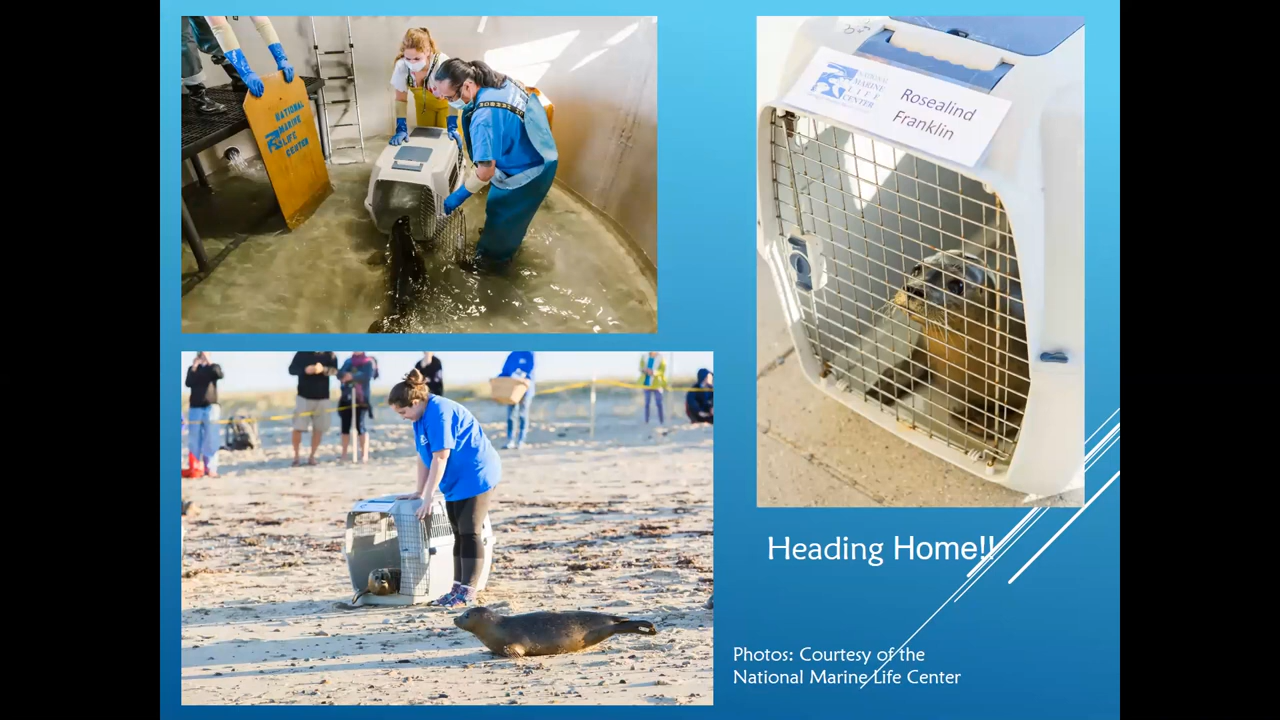 NATIONAL
MARINE
LIFE
CENTER
NATIONAL
MARINE
LIFE
CENTER
Rosealind
Franklin
Heading Home!!
Photos: Courtesy of the
National Marine Life Center